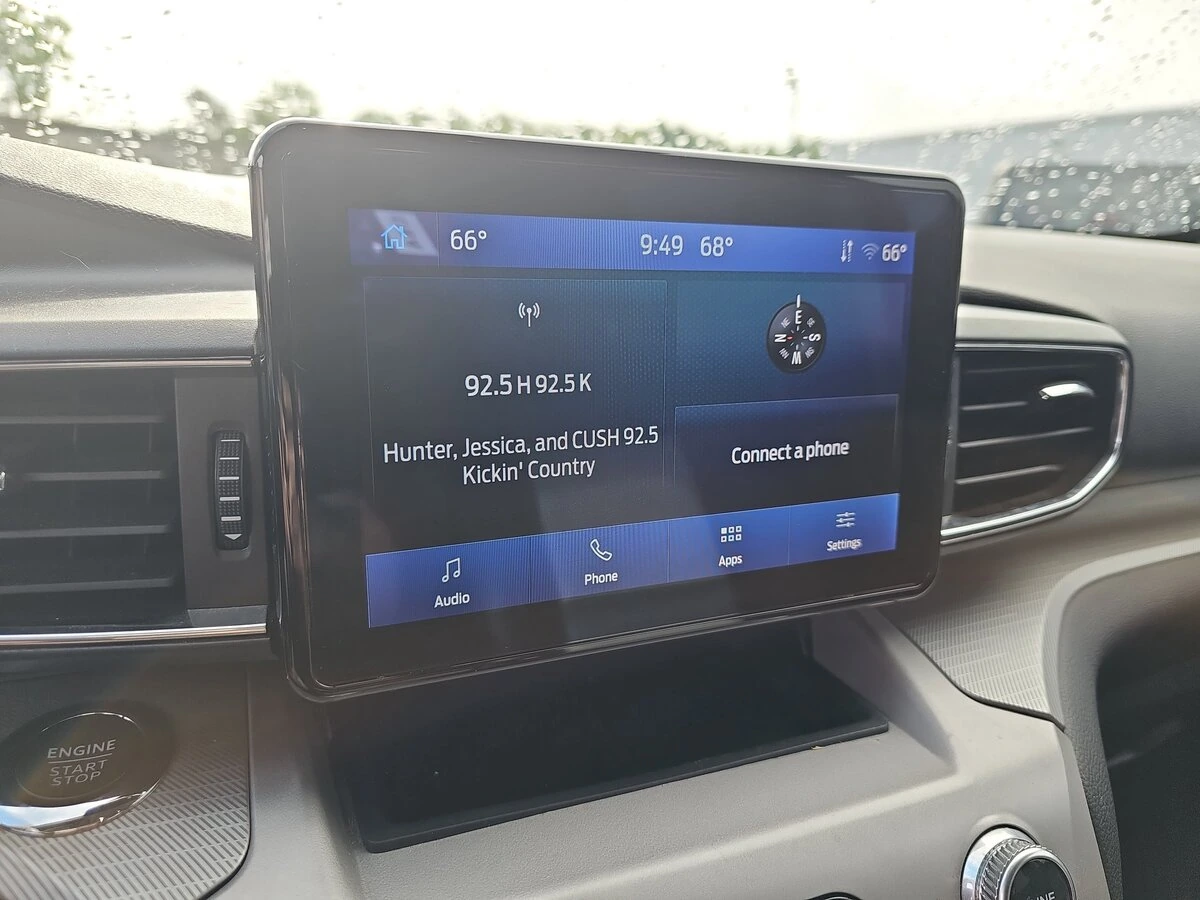 66° 9:49 68° 66°
92.5 H 92.5 K
Hunter, Jessica, and CUSH 92.5
Kickin' Country
E
N S
W
Connect a phone
Audio Phone Apps Settings
ENGINE
START
STOP